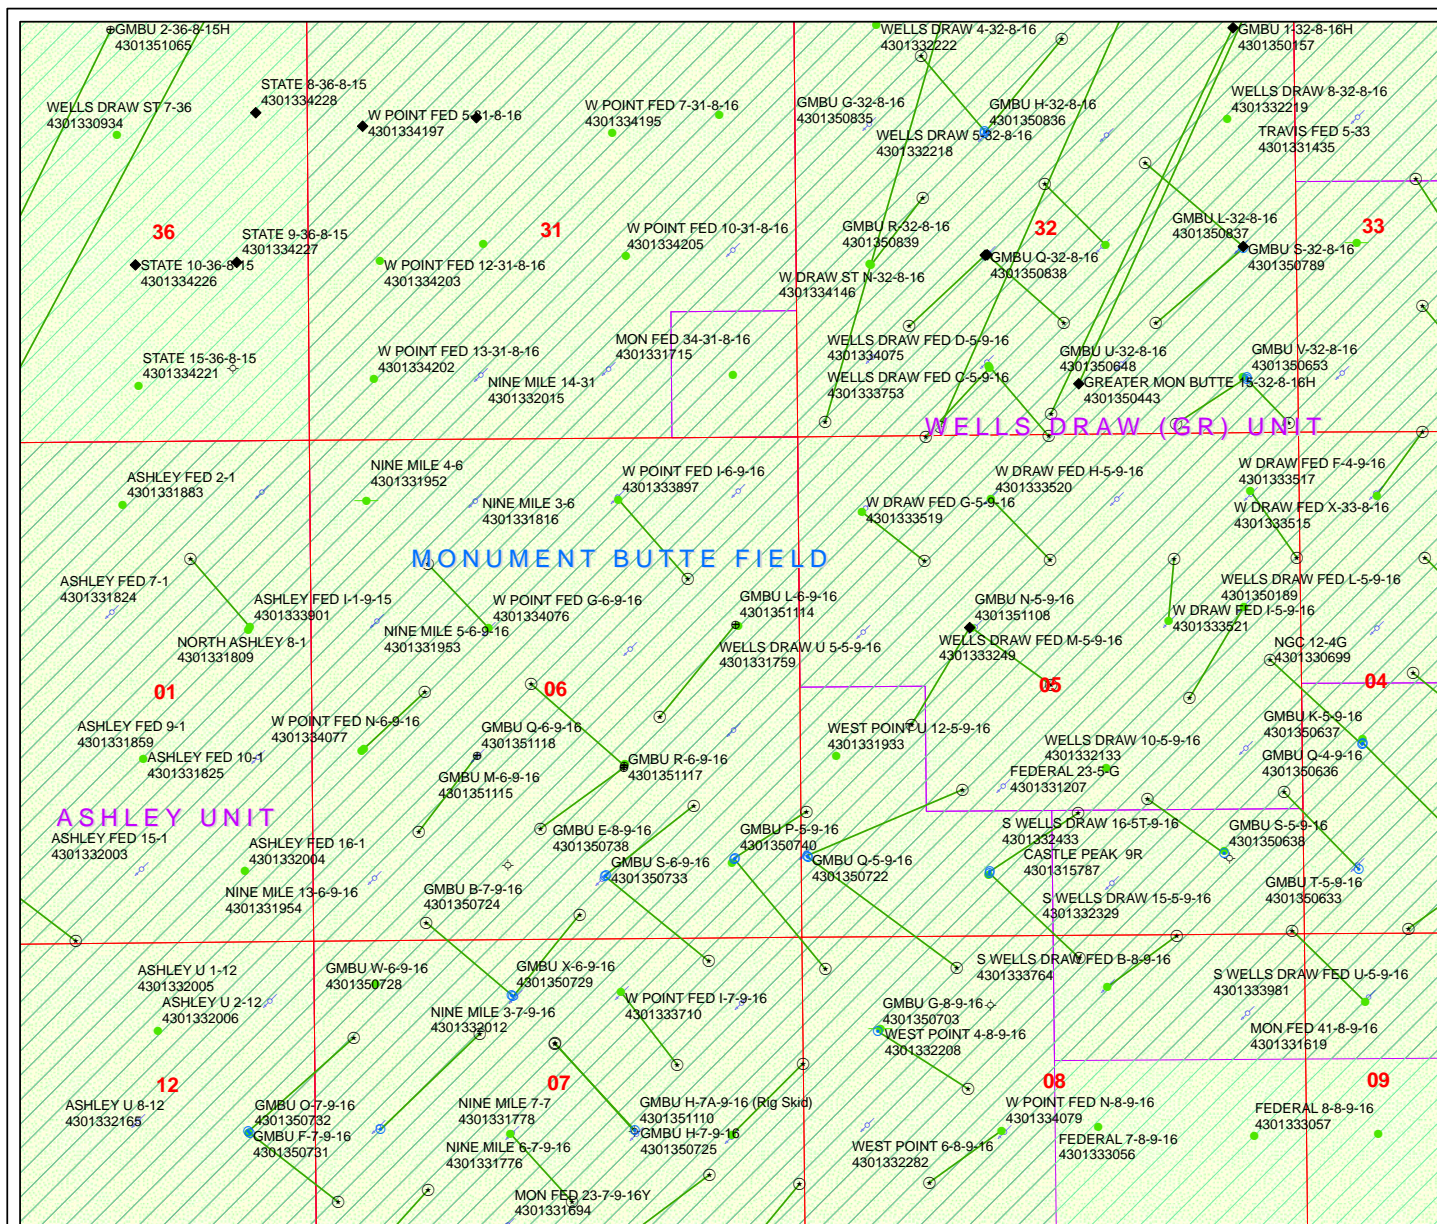 GMBU 2-36-8-15H
4301351065
WELLS DRAW 4-32-8-16
4301332222
GMBU 1-32-8-16H
4301350157
STATE 8-36-8-15
4301334228
WELLS DRAW ST 7-36
4301330934
W POINT FED 5-31-8-16
4301334197
W POINT FED 7-31-8-16
4301334195
GMBU G-32-8-16
4301350835
GMBU H-32-8-16
4301350836
WELLS DRAW 5-32-8-16
4301332218
WELLS DRAW 8-32-8-16
4301332219
TRAVIS FED 5-33
4301331435
36
31
32
33
STATE 9-36-8-15
4301334227
STATE 10-36-8-15
4301334226
W POINT FED 12-31-8-16
4301334203
W POINT FED 10-31-8-16
4301334205
GMBU R-32-8-16
4301350839
W DRAW ST N-32-8-16
4301334146
GMBU Q-32-8-16
4301350838
GMBU L-32-8-16
4301350837
GMBU S-32-8-16
4301350789
STATE 15-36-8-15
4301334221
W POINT FED 13-31-8-16
4301334202
NINE MILE 14-31
4301332015
MON FED 34-31-8-16
4301331715
WELLS DRAW FED D-5-9-16
4301334075
WELLS DRAW FED C-5-9-16
4301333753
GMBU U-32-8-16
4301350648
GREATER MON BUTTE 15-32-8-16H
4301350443
GMBU V-32-8-16
4301350653
WELLS DRAW (GR) UNIT
ASHLEY FED 2-1
4301331883
NINE MILE 4-6
4301331952
NINE MILE 3-6
4301331816
W POINT FED I-6-9-16
4301333897
W DRAW FED G-5-9-16
4301333519
W DRAW FED H-5-9-16
4301333520
W DRAW FED F-4-9-16
4301333517
W DRAW FED X-33-8-16
4301333515
MONUMENT BUTTE FIELD
ASHLEY FED 7-1
4301331824
ASHLEY FED I-1-9-15
4301333901
NORTH ASHLEY 8-1
4301331809
NINE MILE 5-6-9-16
4301331953
W POINT FED G-6-9-16
4301334076
GMBU L-6-9-16
4301351114
WELLS DRAW U 5-5-9-16
4301331759
GMBU N-5-9-16
4301351108
WELLS DRAW FED M-5-9-16
4301333249
WELLS DRAW FED L-5-9-16
4301350189
W DRAW FED I-5-9-16
4301333521
NGC 12-4G
4301330699
01
06
05
04
ASHLEY FED 9-1
4301331859
ASHLEY FED 10-1
4301331825
W POINT FED N-6-9-16
4301334077
GMBU Q-6-9-16
4301351118
GMBU M-6-9-16
4301351115
GMBU R-6-9-16
4301351117
WEST POINT U 12-5-9-16
4301331933
WELLS DRAW 10-5-9-16
4301332133
FEDERAL 23-5-G
4301331207
GMBU K-5-9-16
4301350637
GMBU Q-4-9-16
4301350636
ASHLEY UNIT
ASHLEY FED 15-1
4301332003
ASHLEY FED 16-1
4301332004
NINE MILE 13-6-9-16
4301331954
GMBU B-7-9-16
4301350724
GMBU E-8-9-16
4301350738
GMBU S-6-9-16
4301350733
GMBU P-5-9-16
4301350740
GMBU Q-5-9-16
4301350722
S WELLS DRAW 16-5T-9-16
4301332433
CASTLE PEAK 9R
4301315787
S WELLS DRAW 15-5-9-16
4301332329
GMBU S-5-9-16
4301350638
GMBU T-5-9-16
4301350633
ASHLEY U 1-12
4301332005
ASHLEY U 2-12
4301332006
GMBU W-6-9-16
4301350728
GMBU X-6-9-16
4301350729
NINE MILE 3-7-9-16
4301332012
W POINT FED I-7-9-16
4301333710
S WELLS DRAW FED B-8-9-16
4301333764
GMBU G-8-9-16
4301350703
WEST POINT 4-8-9-16
4301332208
S WELLS DRAW FED U-5-9-16
4301333981
MON FED 41-8-9-16
4301331619
12
07
08
09
ASHLEY U 8-12
4301332165
GMBU O-7-9-16
4301350732
GMBU F-7-9-16
4301350731
NINE MILE 7-7
4301331778
NINE MILE 6-7-9-16
4301331776
GMBU H-7A-9-16 (Rig Skid)
4301351110
GMBU H-7-9-16
4301350725
WEST POINT 6-8-9-16
4301332282
W POINT FED N-8-9-16
4301334079
FEDERAL 7-8-9-16
4301333056
FEDERAL 8-8-9-16
4301333057
MON FED 23-7-9-16Y
4301331694